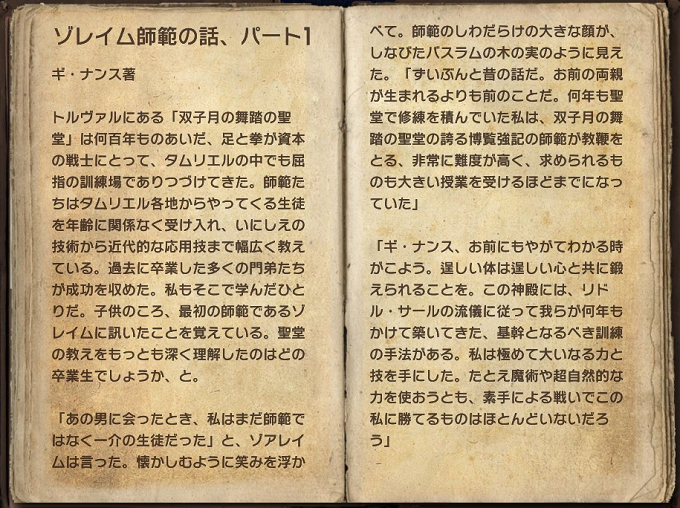 ゾレイム師範の話、パート1
ギ・ナンス著
トルヴァルにある「双子月の舞踏の聖
堂」は何百年ものあいだ、足と拳が資本
の戦士にとって、タムリエルの中でも屈
指の訓練場でありつづけてきた。師範た
ちはタムリエル各地からやってくる生徒
を年齢に関係なく受け入れ、いにしえの
技術から近代的な応用技まで幅広く教え
ている。過去に卒業した多くの門弟たち
が成功を収めた。私もそこで学んだひと
りだ。子供のころ、最初の師範であるゾ
レイムに訊いたことを覚えている。聖堂
の教えをもっとも深く理解したのはどの
卒業生でしょうか、と。
「あの男に会ったとき、私はまだ師範で
はなく一介の生徒だった」と、ゾアレイ
ムは言った。懐かしむように笑みを浮か
べて。師範のしわだらけの大きな顔が、
しなびたバスラムの木の実のように見え
た。「ずいぶんと昔の話だ。お前の両親
が生まれるよりも前のことだ。何年も聖
堂で修練を積んでいた私は、双子月の舞
踏の聖堂の誇る博覧強記の師範が教鞭を
とる、非常に難度が高く、求められるも
のも大きい授業を受けるほどまでになっ
ていた」
「ギ・ナンス、お前にもやがてわかる時
がこよう。逞しい体は逞しい心と共に鍛
えられることを。この神殿には、リド
ル・サールの流儀に従って我らが何年も
かけて築いてきた、基幹となるべき訓練
の手法がある。私は極めて大いなる力と
技を手にした。たとえ魔術や超自然的な
力を使おうとも、素手による戦いでこの
私に勝てるものはほとんどいないだろ
う」